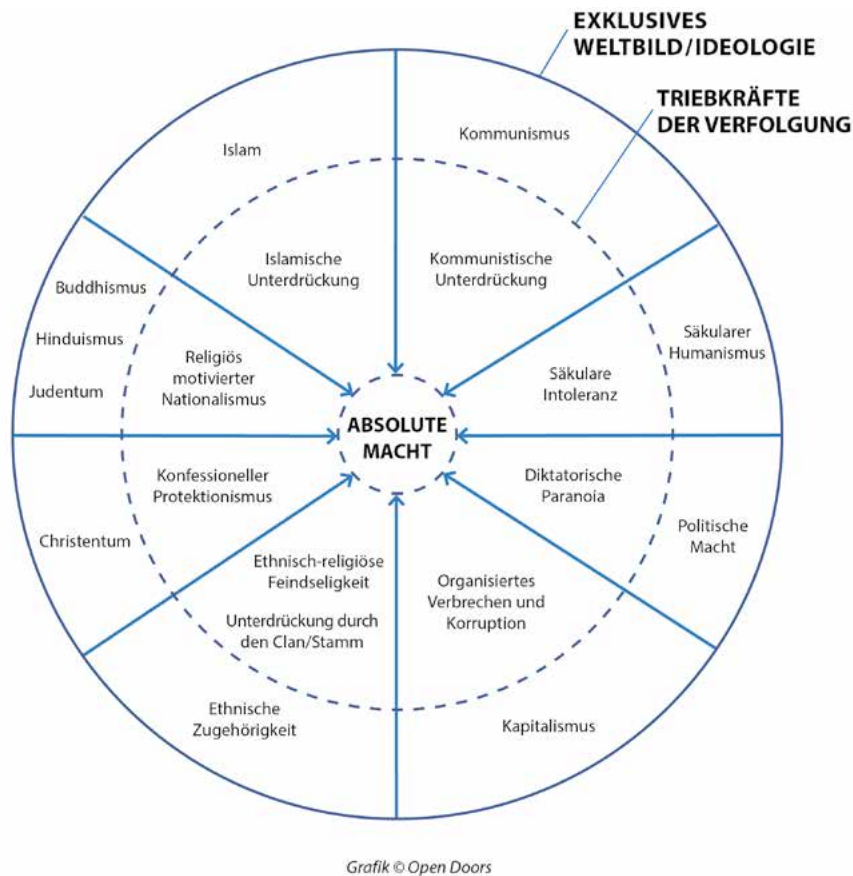 EXKLUSIVES
WELTBILD/IDEOLOGIE
TRIEBKRÄFTE
DER VERFOLGUNG
Islam
Kommunismus
Islamische
Unterdrückung
Kommunistische
Unterdrückung
Buddhismus
Hinduismus
Judentum
Religiös
motivierter
Nationalismus
Säkulare
Intoleranz
Säkularer
Humanismus
ABSOLUTE
MACHT
Konfessioneller
Protektionismus
Diktatorische
Paranoia
Christentum
Politische
Macht
Ethnisch-religiöse
Feindseligkeit
Unterdrückung durch
den Clan/Stamm
Organisiertes
Verbrechen und
Korruption
Ethnische
Zugehörigkeit
Kapitalismus
Grafik © Open Doors